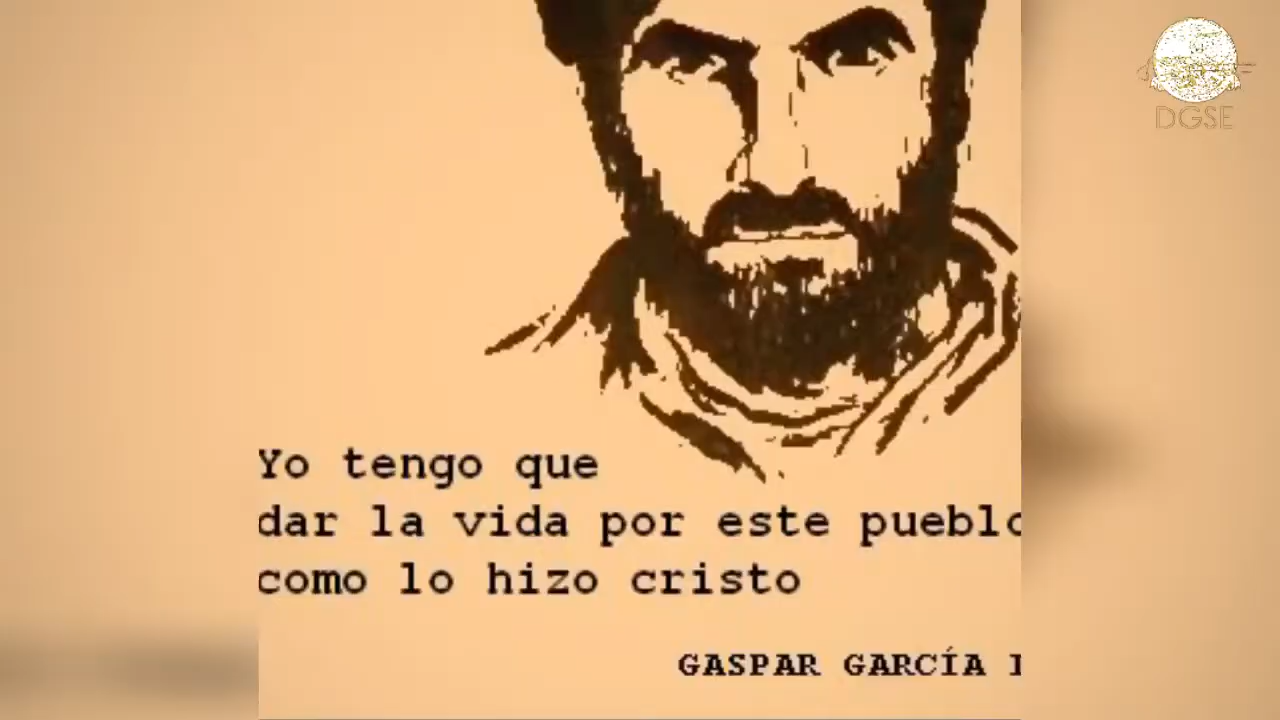 DGSE
Yo tengo que
dar la vida por este pueblo
como lo hizo cristo
GASPAR GARCÍA